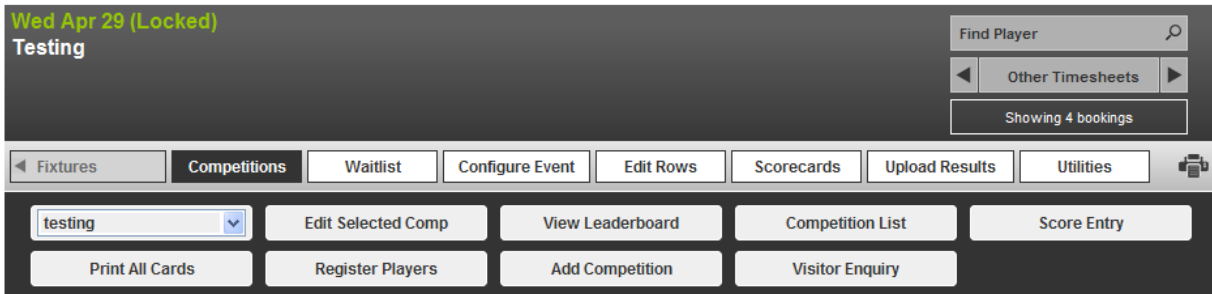 Wed Apr 29 (Locked)
Testing
Find Player
Other Timesheets
Showing 4 bookings
Fixtures
Competitions
Waitlist
Configure Event
Edit Rows
Scorecards
Upload Results
Utilities
testing
Edit Selected Comp
View Leaderboard
Competition List
Score Entry
Print All Cards
Register Players
Add Competition
Visitor Enquiry